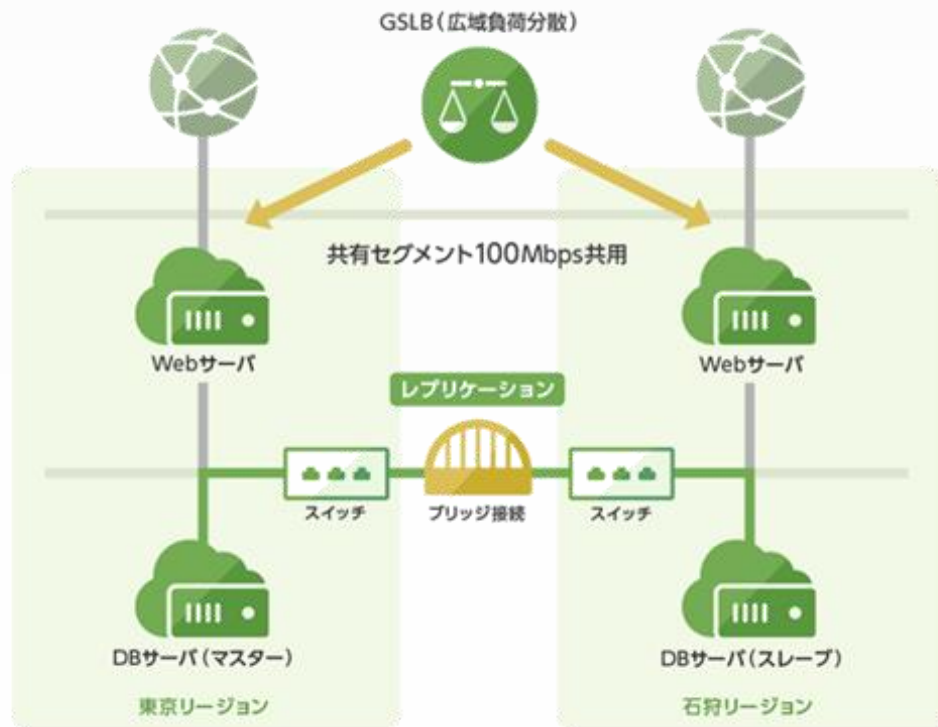 GSLB(広域負荷分散)
共有セグメント100Mbps共用
Webサーバ
Webサーバ
レプリケーション
スイッチ
ブリッジ接続
スイッチ
DBサーバ(マスター)
DBサーバ(スレーブ)
東京リージョン
石狩リージョン